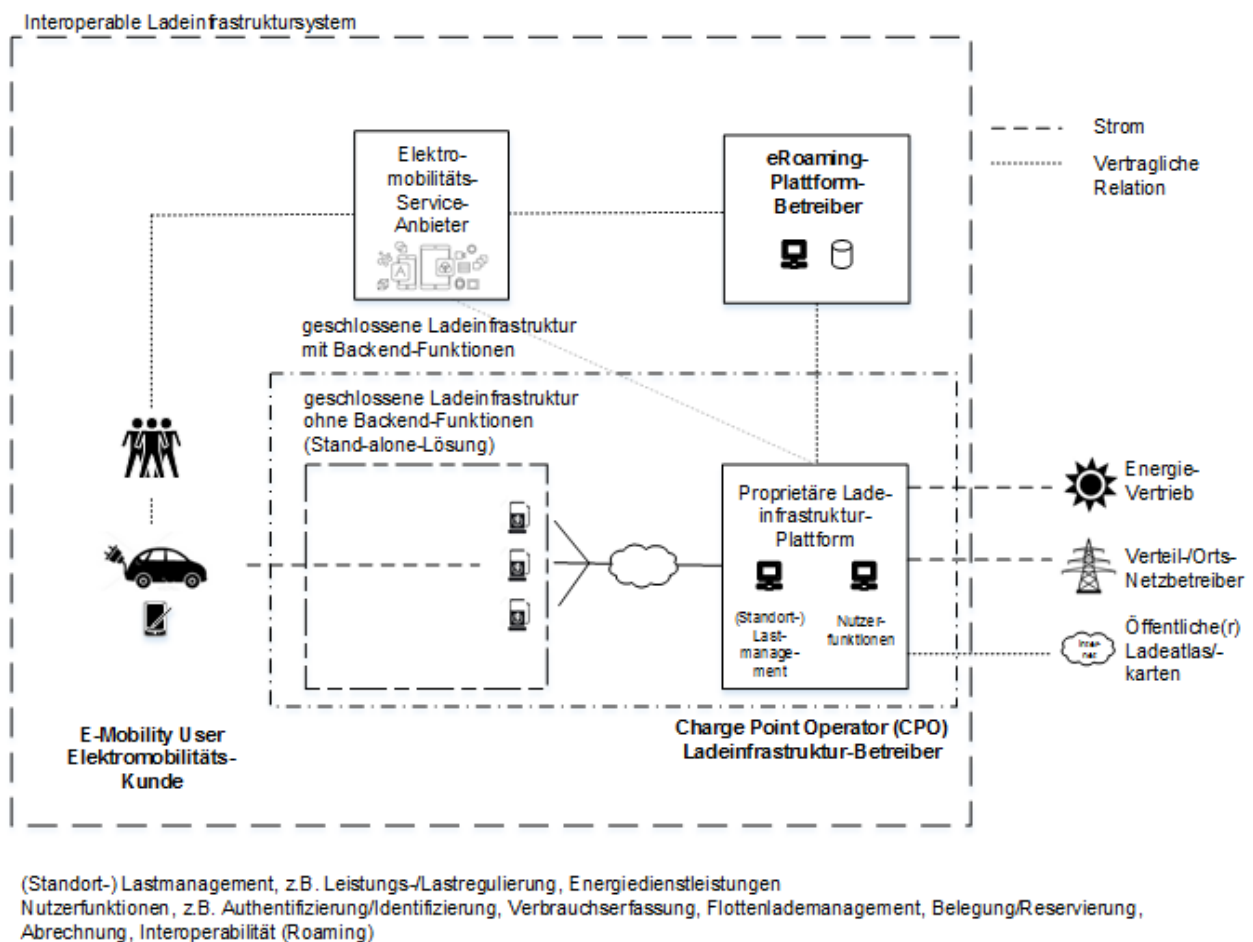 Interoperable Ladeinfrastruktursystem
Elektro-
mobilitäts-
Service-
Anbieter
eRoaming-
Plattform-
Betreiber
Strom
Vertragliche
Relation
geschlossene Ladeinfrastruktur
mit Backend-Funktionen
geschlossene Ladeinfrastruktur
ohne Backend-Funktionen
(Stand-alone-Lösung)
Proprietäre Lade-
infrastruktur-
Plattform
(Standort-)
Last-
manage-
ment
Nutzer-
funktionen
Energie-
Vertrieb
Verteil-/Orts-
Netzbetreiber
Inter-
net
Öffentliche(r)
Ladeatlas/-
karten
E-Mobility User
Elektromobilitäts-
Kunde
Charge Point Operator (CPO)
Ladeinfrastruktur-Betreiber
(Standort-) Lastmanagement, z.B. Leistungs-/Lastregulierung, Energiedienstleistungen
Nutzerfunktionen, z.B. Authentifizierung/Identifizierung, Verbrauchserfassung, Flottenlademanagement, Belegung/Reservierung,
Abrechnung, Interoperabilität (Roaming)